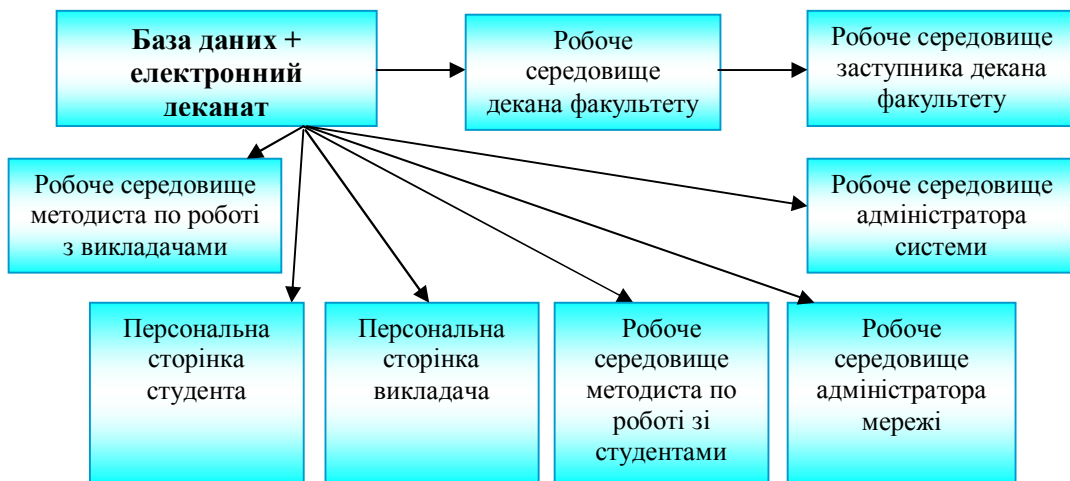 База даних +
електронний
деканат
Робоче
середовище
декана факультету
Робоче середовище
заступника декана
факультету
Робоче середовище
методиста по роботі
з викладачами
Робоче середовище
адміністратора
системи
Персональна
сторінка
студента
Персональна
сторінка
викладача
Робоче
середовище
методиста по
роботі зі
студентами
Робоче
середовище
адміністратора
мережі